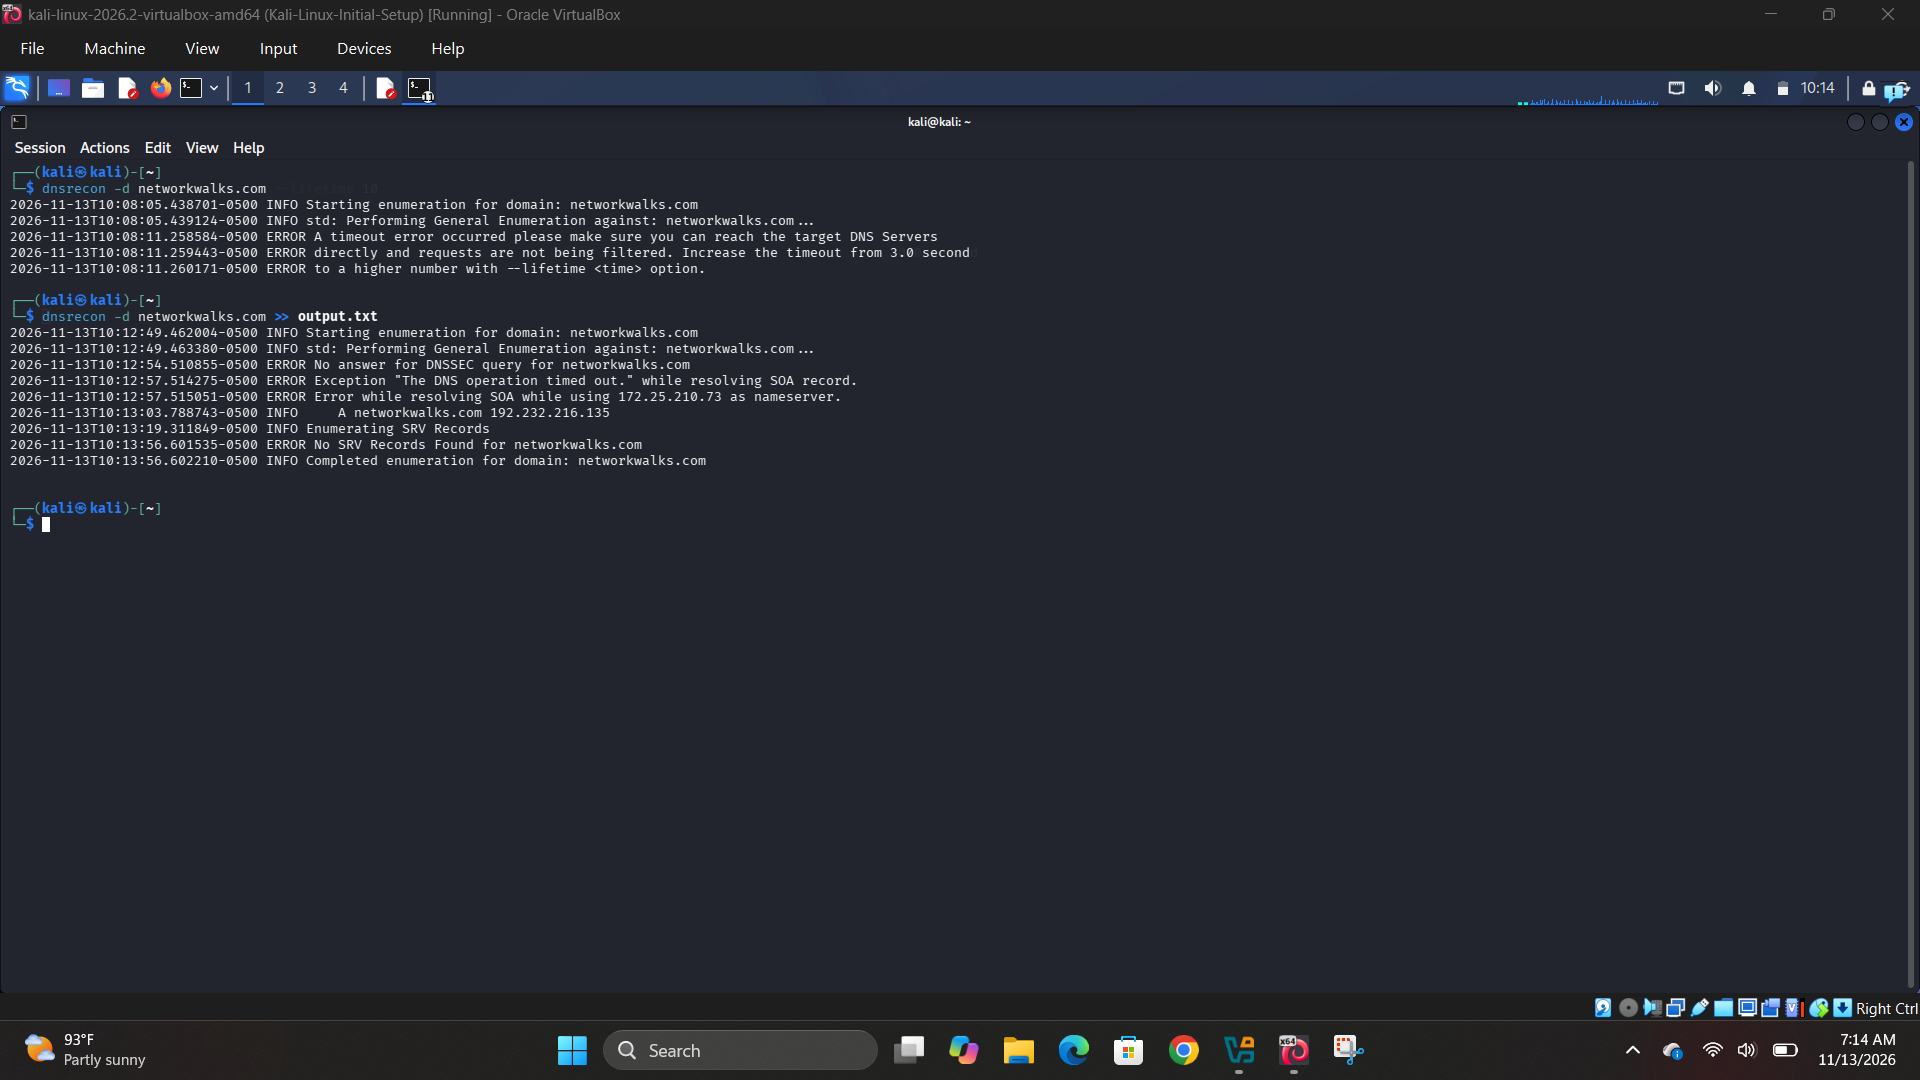 kali-linux-2026.2-virtualbox-amd64 (Kali-Linux-Initial-Setup) [Running] - Oracle VirtualBox
File Machine View Input Devices Help
1 2 3 4 11 10:14
kali@kali: ~
Session Actions Edit View Help
┌──(kali㉿kali)-[~]
└─$ dnsrecon -d networkwalks.com --lifetime 10
2026-11-13T10:08:05.438701-0500 INFO Starting enumeration for domain: networkwalks.com
2026-11-13T10:08:05.439124-0500 INFO std: Performing General Enumeration against: networkwalks.com...
2026-11-13T10:08:11.258584-0500 ERROR A timeout error occurred please make sure you can reach the target DNS Servers
2026-11-13T10:08:11.259443-0500 ERROR directly and requests are not being filtered. Increase the timeout from 3.0 second
2026-11-13T10:08:11.260171-0500 ERROR to a higher number with --lifetime <time> option.
┌──(kali㉿kali)-[~]
└─$ dnsrecon -d networkwalks.com >> output.txt
2026-11-13T10:12:49.462004-0500 INFO Starting enumeration for domain: networkwalks.com
2026-11-13T10:12:49.463380-0500 INFO std: Performing General Enumeration against: networkwalks.com...
2026-11-13T10:12:54.510855-0500 ERROR No answer for DNSSEC query for networkwalks.com
2026-11-13T10:12:57.514275-0500 ERROR Exception "The DNS operation timed out." while resolving SOA record.
2026-11-13T10:12:57.515051-0500 ERROR Error while resolving SOA while using 172.25.210.73 as nameserver.
2026-11-13T10:13:03.788743-0500 INFO     A networkwalks.com 192.232.216.135
2026-11-13T10:13:19.311849-0500 INFO Enumerating SRV Records
2026-11-13T10:13:56.601535-0500 ERROR No SRV Records Found for networkwalks.com
2026-11-13T10:13:56.602210-0500 INFO Completed enumeration for domain: networkwalks.com
┌──(kali㉿kali)-[~]
└─$
Right Ctrl
93°F
Partly sunny
Search
7:14 AM
11/13/2026